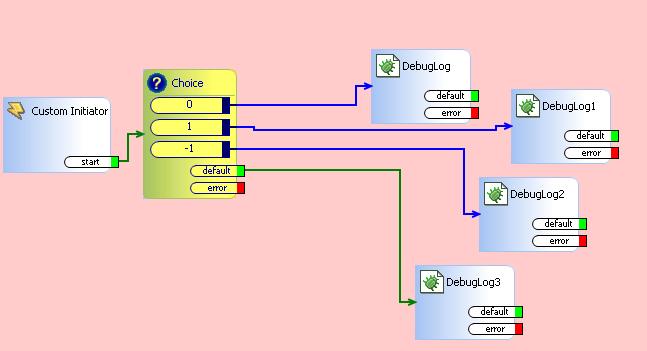 Custom Initiator
start
Choice
0
1
-1
default
error
DebugLog
default
error
DebugLog1
default
error
DebugLog2
default
error
DebugLog3
default
error